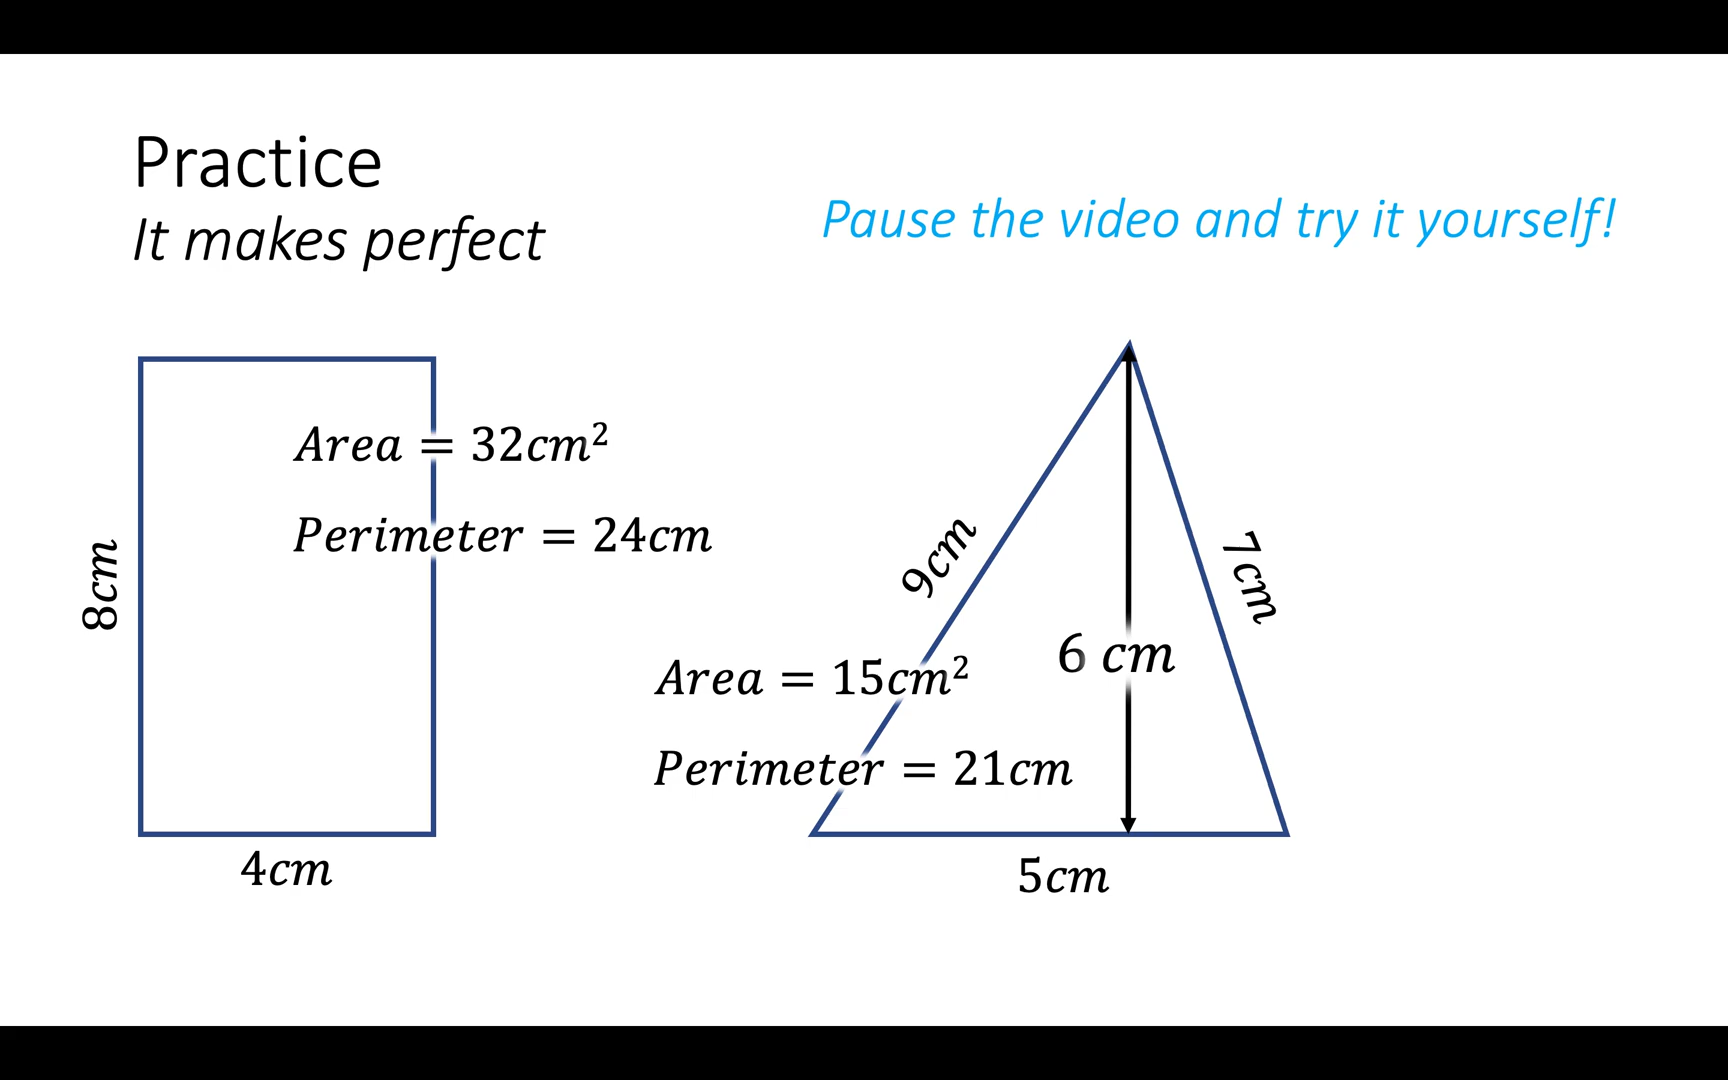 Practice
It makes perfect
Pause the video and try it yourself!
Area = 32cm²
Perimeter = 24cm
8cm
4cm
9cm
7cm
6 cm
Area = 15cm²
Perimeter = 21cm
5cm